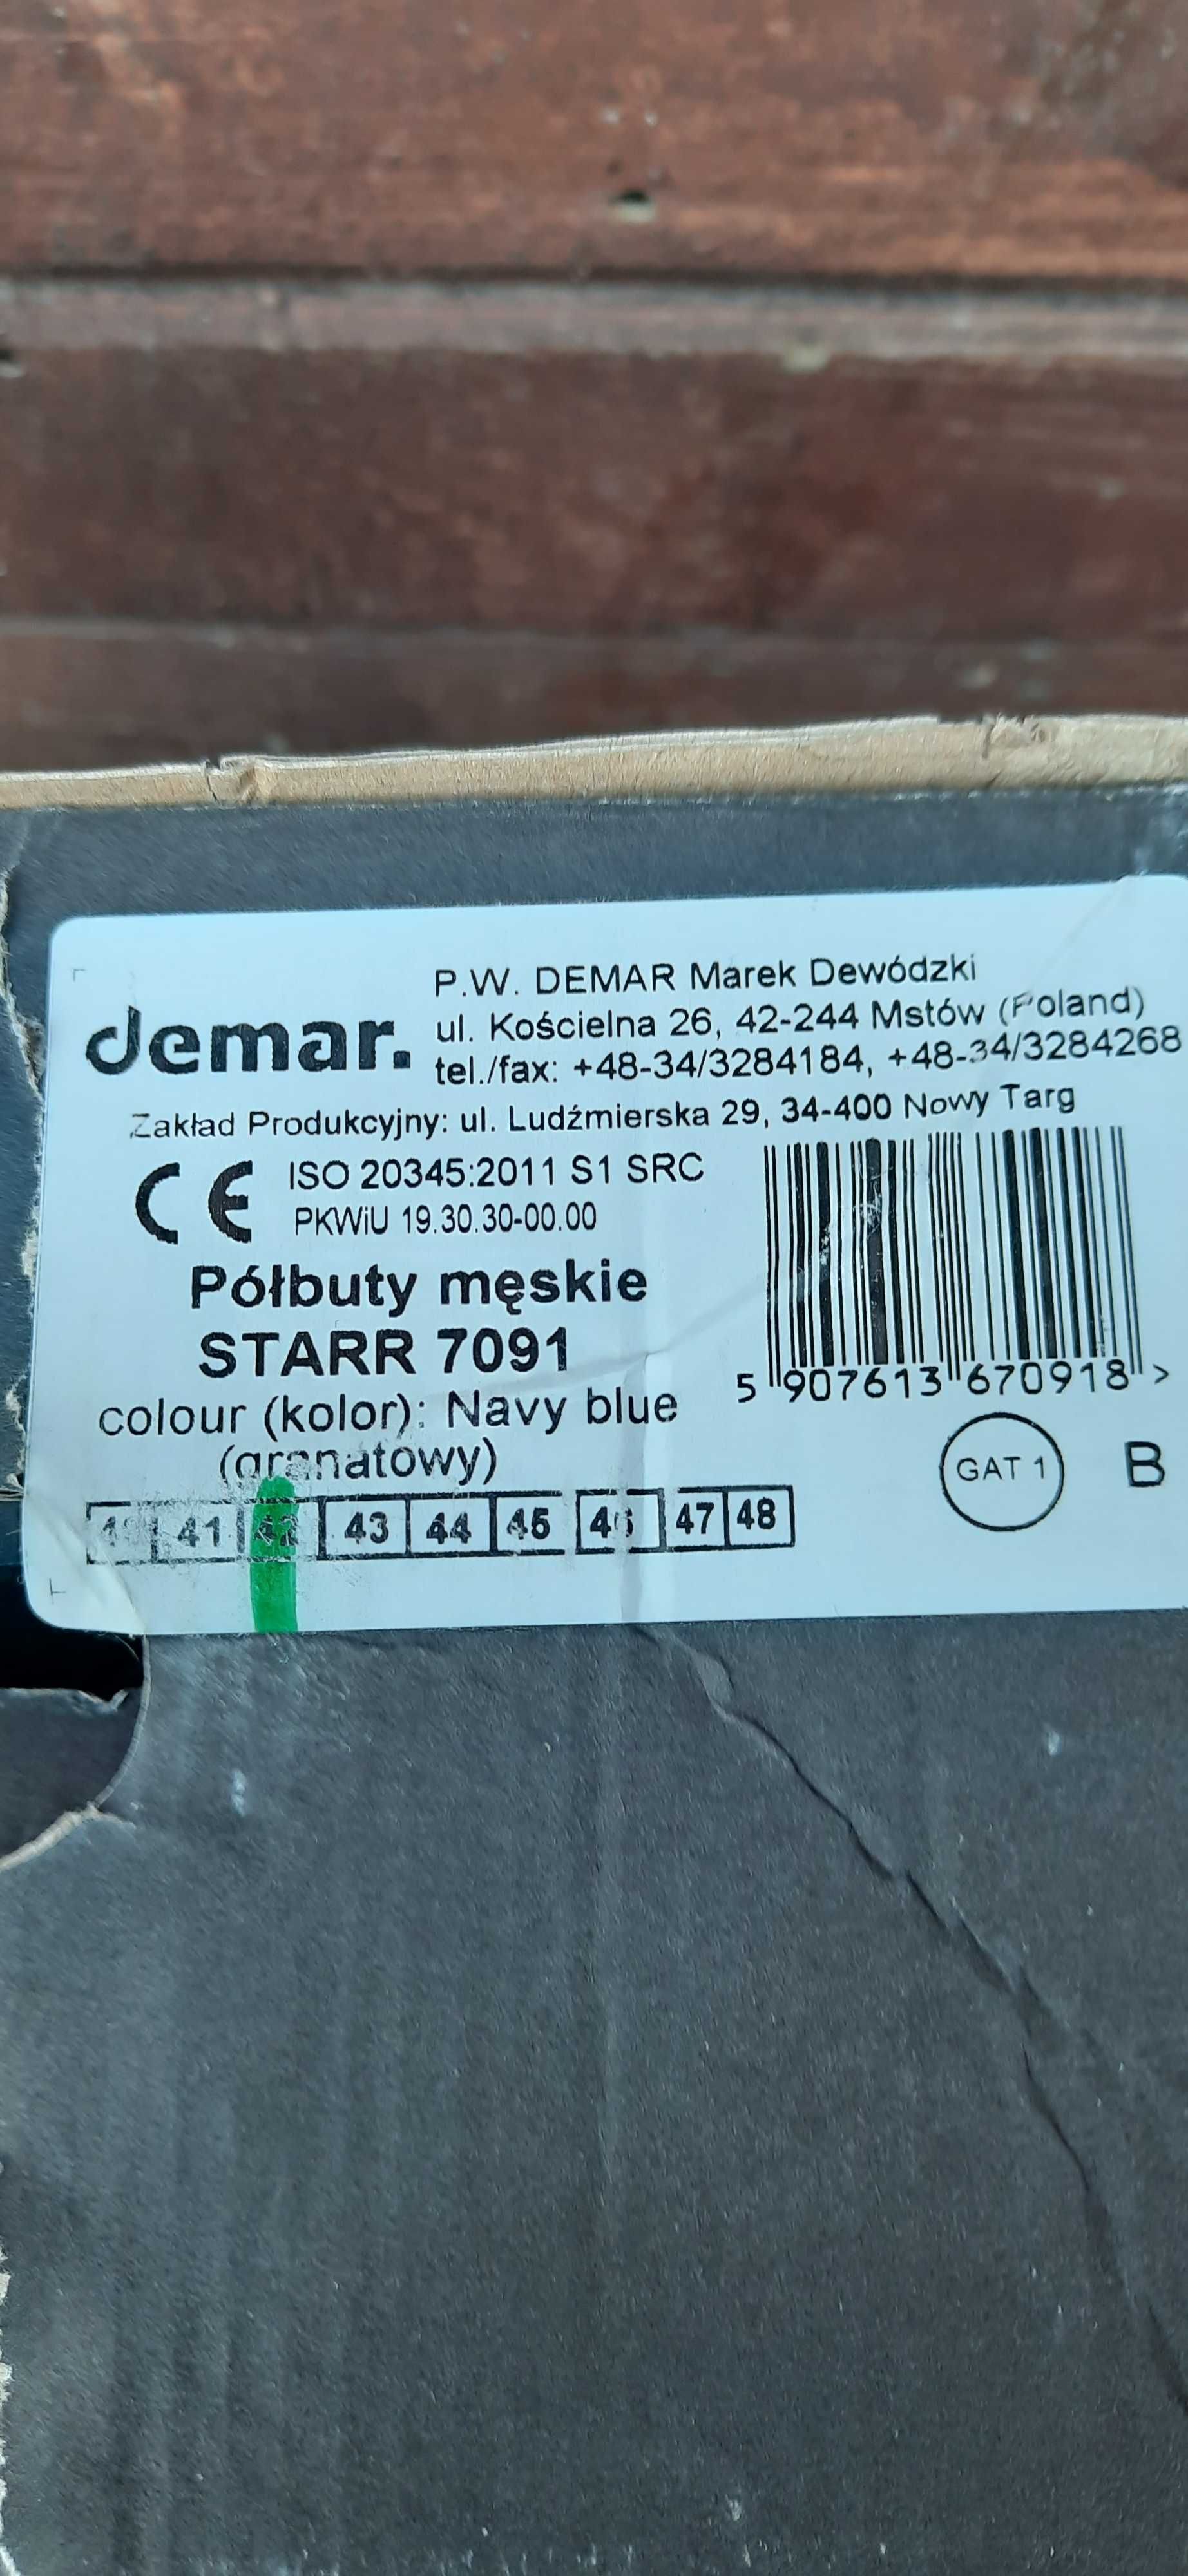 P.W. DEMAR Marek Dewódzki
demar.
ul. Kościelna 26, 42-244 Mstów (Poland)
tel./fax: +48-34/3284184, +48-34/3284268
Zakład Produkcyjny: ul. Ludźmierska 29, 34-400 Nowy Targ
CE
ISO 20345:2011 S1 SRC
PKWiU 19.30.30-00.00
Półbuty męskie
STARR 7091
colour (kolor): Navy blue
(granatowy)
5 907613 670918 >
GAT 1
B
41 42 43 44 45 46 47 48